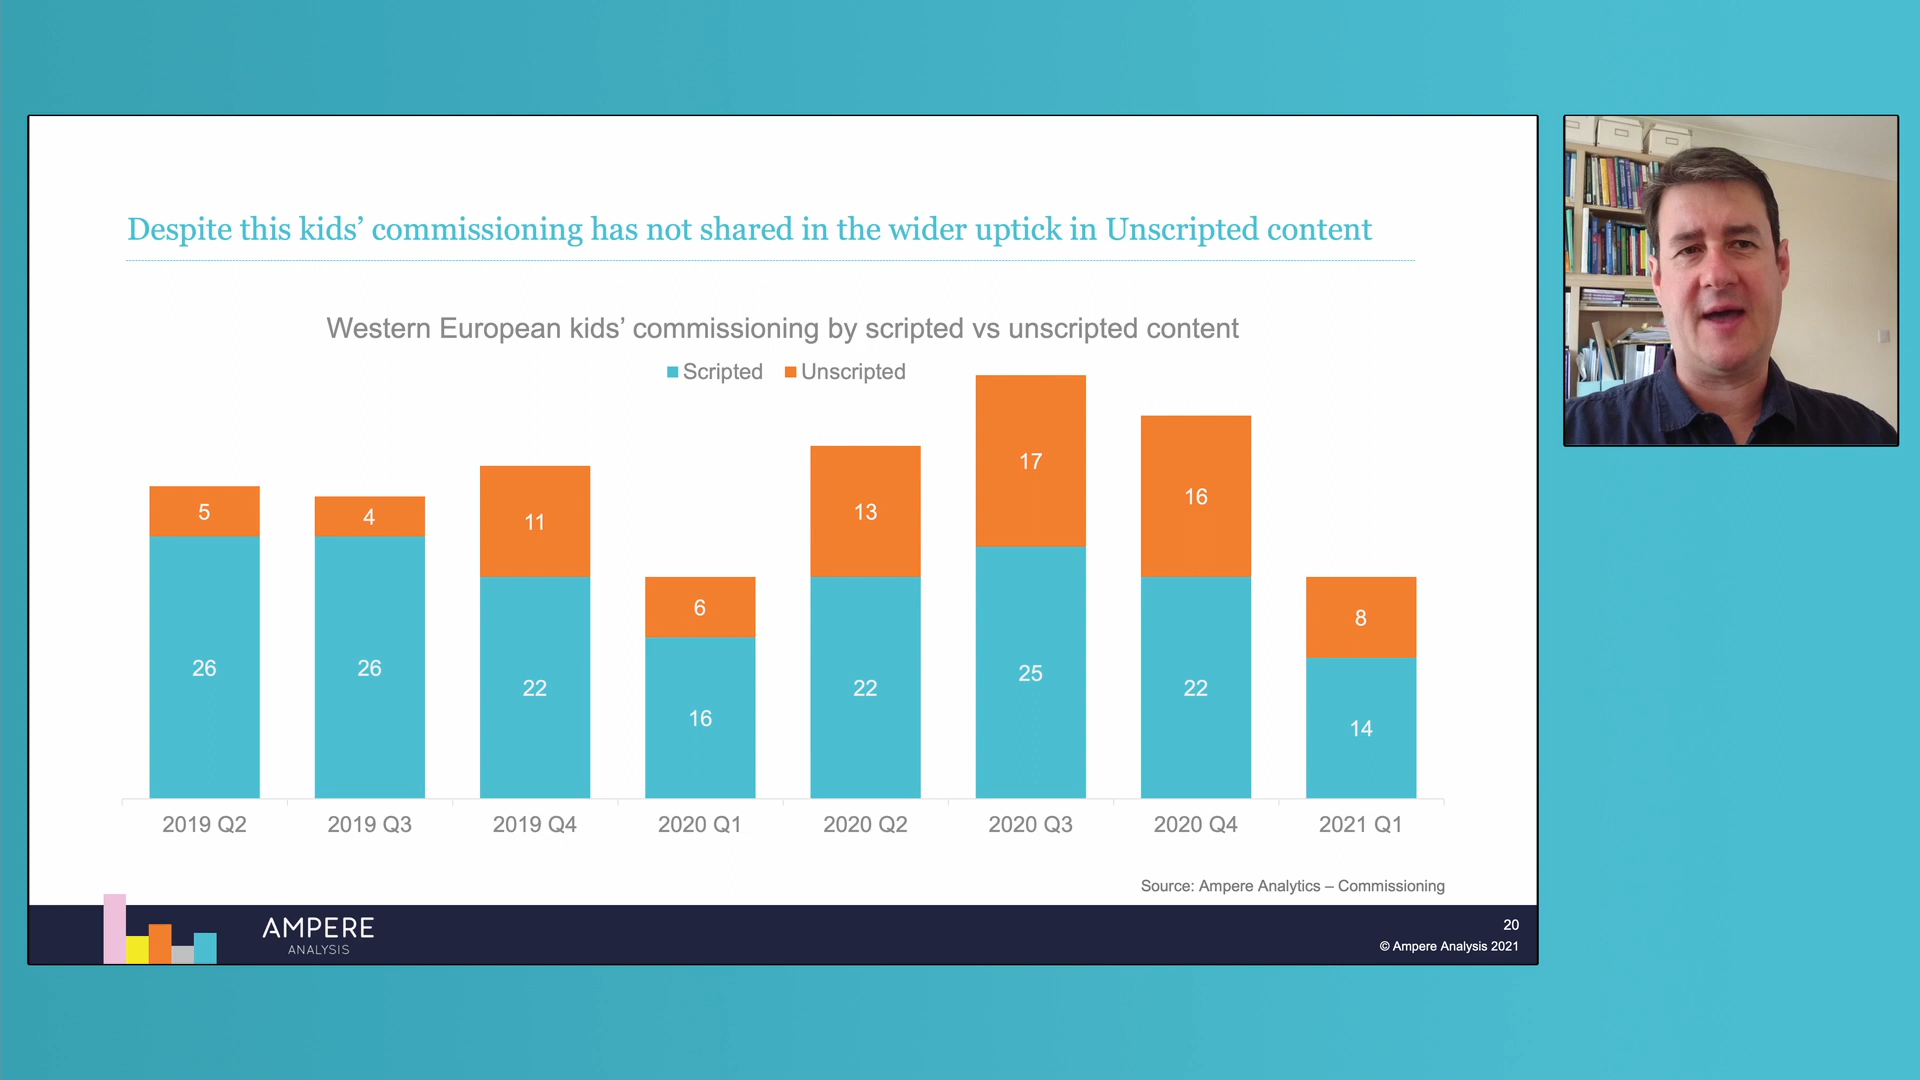 Despite this kids’ commissioning has not shared in the wider uptick in Unscripted content
Western European kids’ commissioning by scripted vs unscripted content
Scripted Unscripted
5 4 11 6 13 17 16 8
26 26 22 16 22 25 22 14
2019 Q2 2019 Q3 2019 Q4 2020 Q1 2020 Q2 2020 Q3 2020 Q4 2021 Q1
Source: Ampere Analytics – Commissioning
AMPERE
ANALYSIS
20
© Ampere Analysis 2021